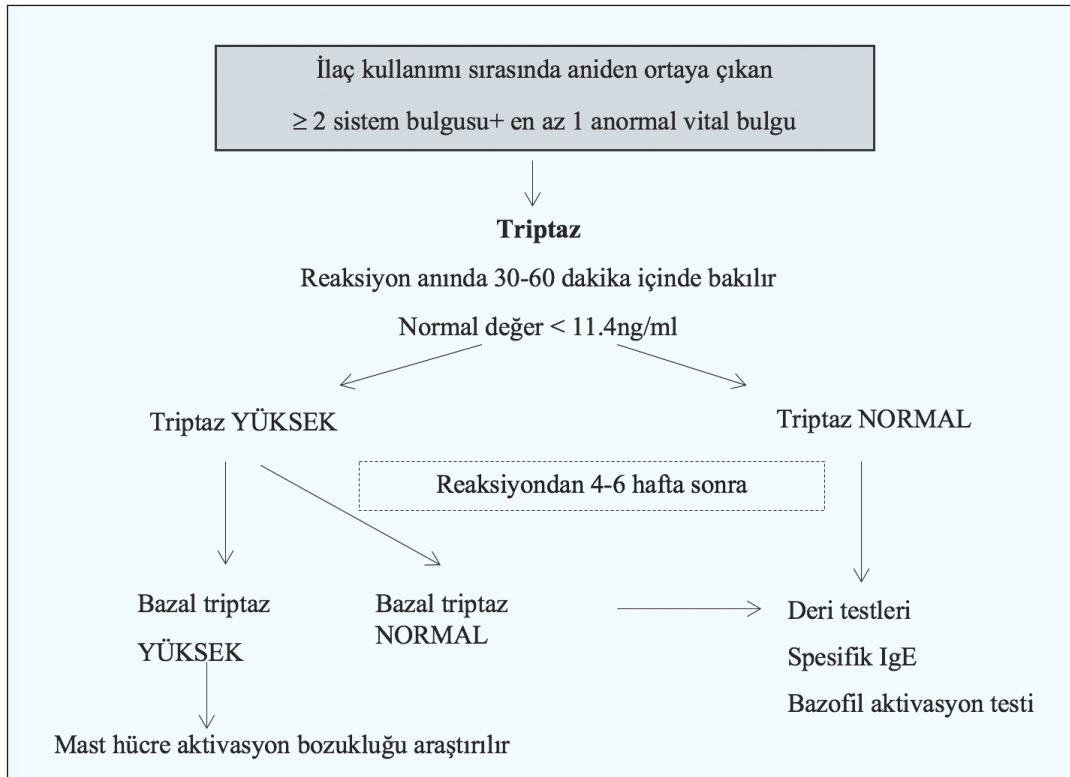 İlaç kullanımı sırasında aniden ortaya çıkan
≥ 2 sistem bulgusu+ en az 1 anormal vital bulgu
Triptaz
Reaksiyon anında 30-60 dakika içinde bakılır
Normal değer < 11.4ng/ml
Triptaz YÜKSEK
Triptaz NORMAL
Reaksiyondan 4-6 hafta sonra
Bazal triptaz
YÜKSEK
Bazal triptaz
NORMAL
Deri testleri
Spesifik IgE
Bazofil aktivasyon testi
Mast hücre aktivasyon bozukluğu araştırılır